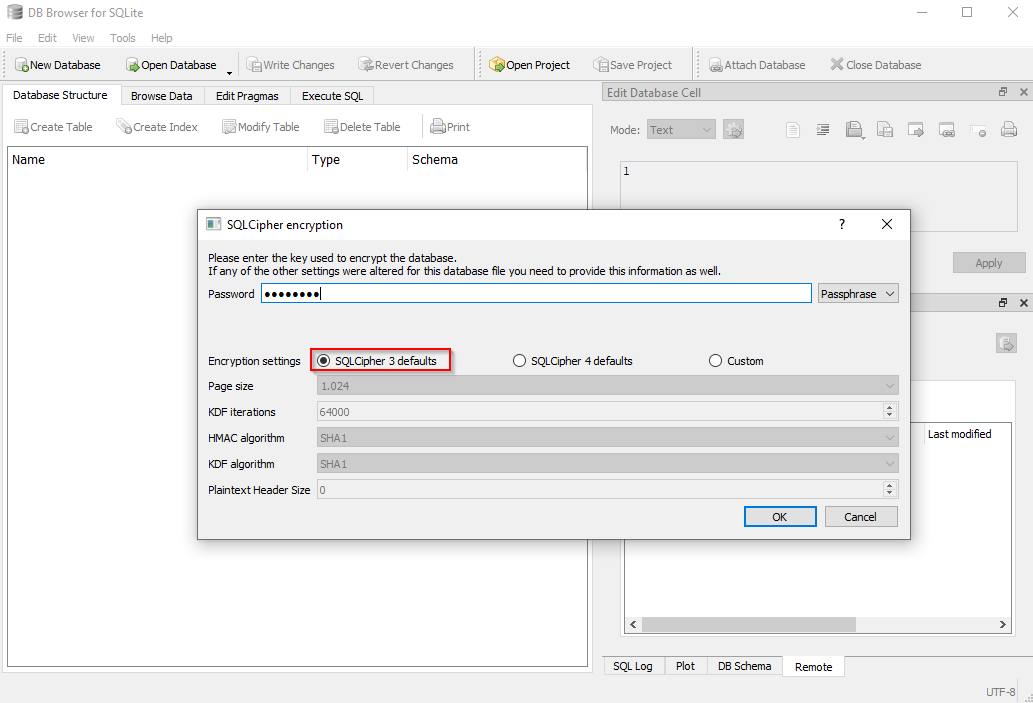 DB Browser for SQLite
File Edit View Tools Help
New Database Open Database Write Changes Revert Changes Open Project Save Project Attach Database Close Database
Database Structure Browse Data Edit Pragmas Execute SQL
Edit Database Cell
Create Table Create Index Modify Table Delete Table Print
Mode: Text
Name Type Schema
1
SQLCipher encryption ?
Please enter the key used to encrypt the database.
If any of the other settings were altered for this database file you need to provide this information as well.
Apply
Password ●●●●●●●● Passphrase
Encryption settings SQLCipher 3 defaults SQLCipher 4 defaults Custom
Page size 1.024
KDF iterations 64000
HMAC algorithm SHA1
Last modified
KDF algorithm SHA1
Plaintext Header Size 0
OK Cancel
SQL Log Plot DB Schema Remote
UTF-8